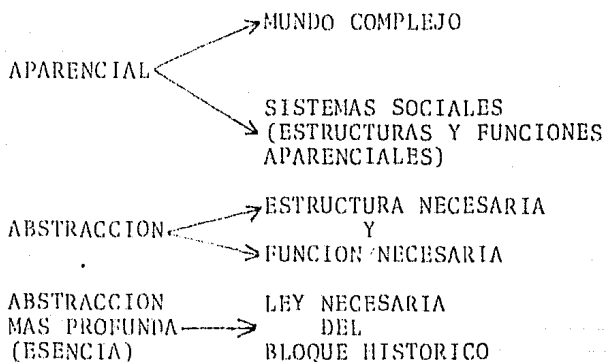 MUNDO COMPLEJO
APARENCIAL
SISTEMAS SOCIALES
(ESTRUCTURAS Y FUNCIONES
APARENCIALES)
ESTRUCTURA NECESARIA
ABSTRACCION Y
FUNCION NECESARIA
ABSTRACCION LEY NECESARIA
MAS PROFUNDA DEL
(ESENCIA) BLOQUE HISTORICO